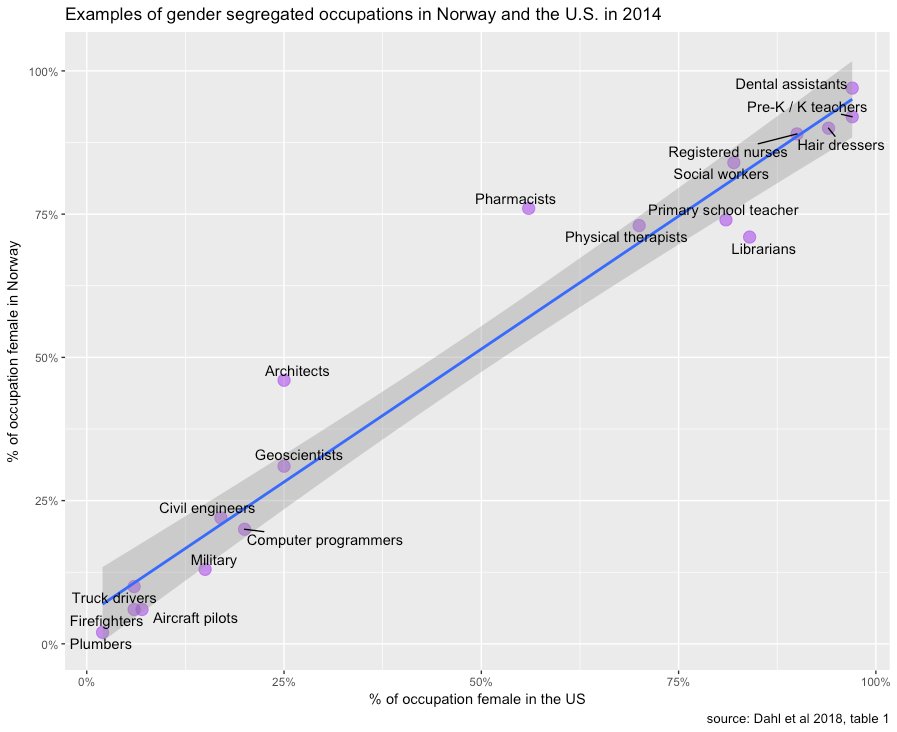 Examples of gender segregated occupations in Norway and the U.S. in 2014
100%
75%
50%
25%
0%
% of occupation female in Norway
Dental assistants
Pre-K / K teachers
Hair dressers
Registered nurses
Social workers
Pharmacists
Primary school teacher
Physical therapists
Librarians
Architects
Geoscientists
Civil engineers
Computer programmers
Military
Truck drivers
Firefighters
Aircraft pilots
Plumbers
0%
25%
50%
75%
100%
% of occupation female in the US
source: Dahl et al 2018, table 1